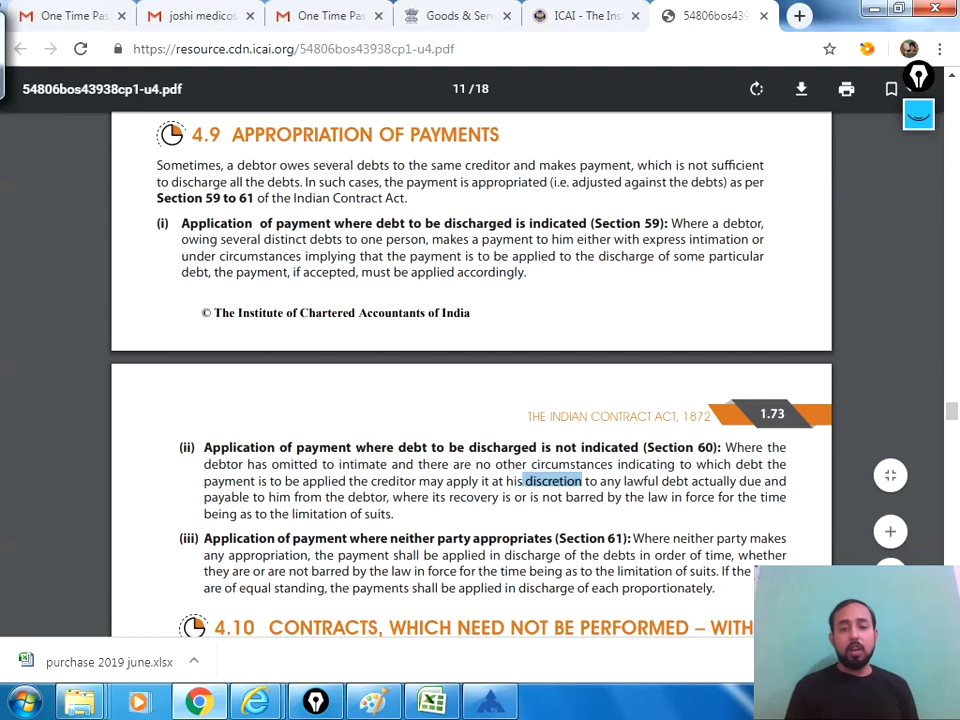 One Time Pas
joshi medicos
One Time Pas
Goods & Serv
ICAI - The Ins
54806bos439
https://resource.cdn.icai.org/54806bos43938cp1-u4.pdf
54806bos43938cp1-u4.pdf
11 / 18
4.9 APPROPRIATION OF PAYMENTS
Sometimes, a debtor owes several debts to the same creditor and makes payment, which is not sufficient
to discharge all the debts. In such cases, the payment is appropriated (i.e. adjusted against the debts) as per
Section 59 to 61 of the Indian Contract Act.
(i) Application of payment where debt to be discharged is indicated (Section 59): Where a debtor,
owing several distinct debts to one person, makes a payment to him either with express intimation or
under circumstances implying that the payment is to be applied to the discharge of some particular
debt, the payment, if accepted, must be applied accordingly.
© The Institute of Chartered Accountants of India
THE INDIAN CONTRACT ACT, 1872
1.73
(ii) Application of payment where debt to be discharged is not indicated (Section 60): Where the
debtor has omitted to intimate and there are no other circumstances indicating to which debt the
payment is to be applied the creditor may apply it at his discretion to any lawful debt actually due and
payable to him from the debtor, where its recovery is or is not barred by the law in force for the time
being as to the limitation of suits.
(iii) Application of payment where neither party appropriates (Section 61): Where neither party makes
any appropriation, the payment shall be applied in discharge of the debts in order of time, whether
they are or are not barred by the law in force for the time being as to the limitation of suits. If the
are of equal standing, the payments shall be applied in discharge of each proportionately.
4.10 CONTRACTS, WHICH NEED NOT BE PERFORMED – WITH
purchase 2019 june.xlsx